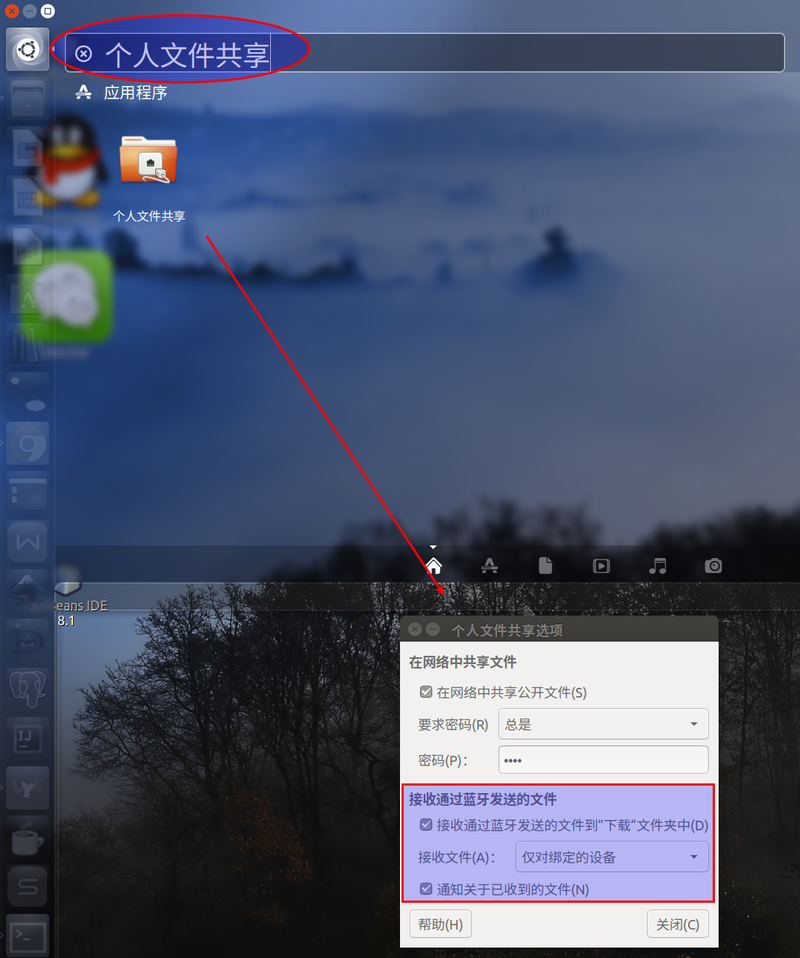 个人文件共享
应用程序
个人文件共享
eans IDE
8.1
个人文件共享选项
在网络中共享文件
在网络中共享公开文件(S)
要求密码(R) 总是
密码(P): ••••
接收通过蓝牙发送的文件
接收通过蓝牙发送的文件到“下载”文件夹中(D)
接收文件(A): 仅对绑定的设备
通知关于已收到的文件(N)
帮助(H) 关闭(C)